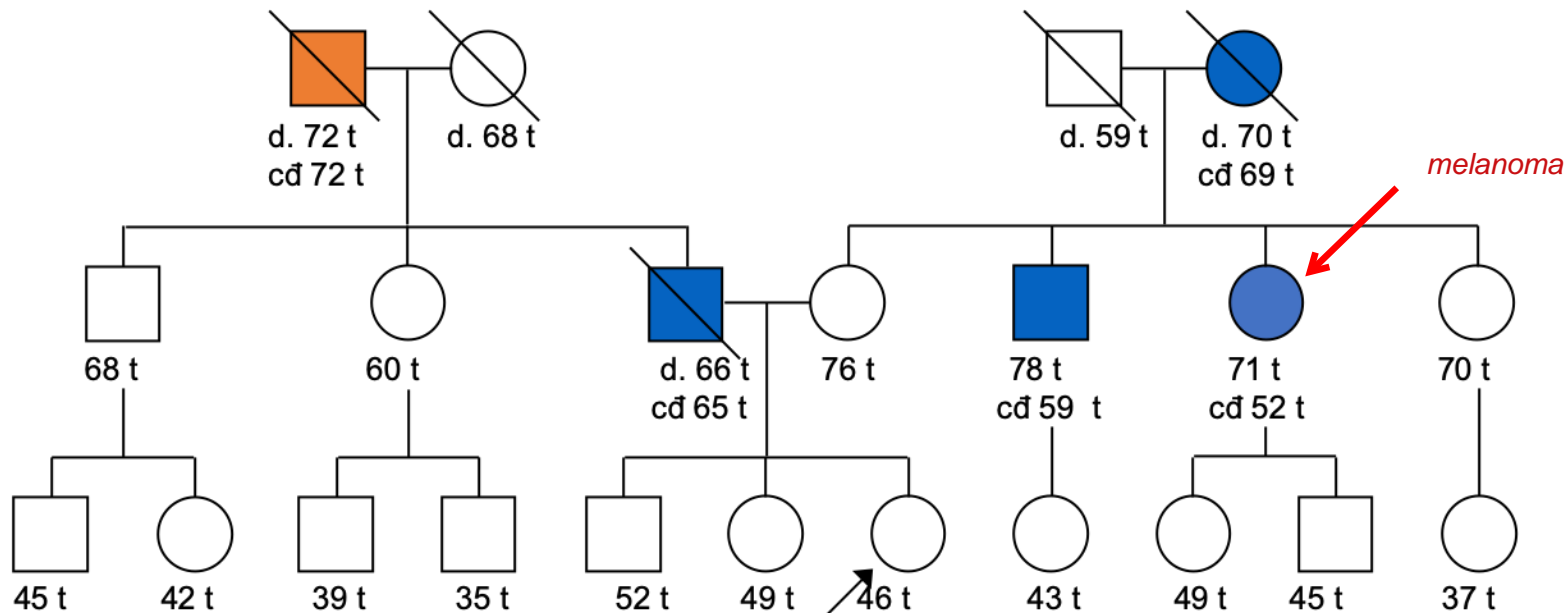 d. 72 t
cđ 72 t
d. 68 t
d. 59 t
d. 70 t
cđ 69 t
melanoma
68 t
60 t
d. 66 t
cđ 65 t
76 t
78 t
cđ 59 t
71 t
cđ 52 t
70 t
45 t
42 t
39 t
35 t
52 t
49 t
46 t
43 t
49 t
45 t
37 t